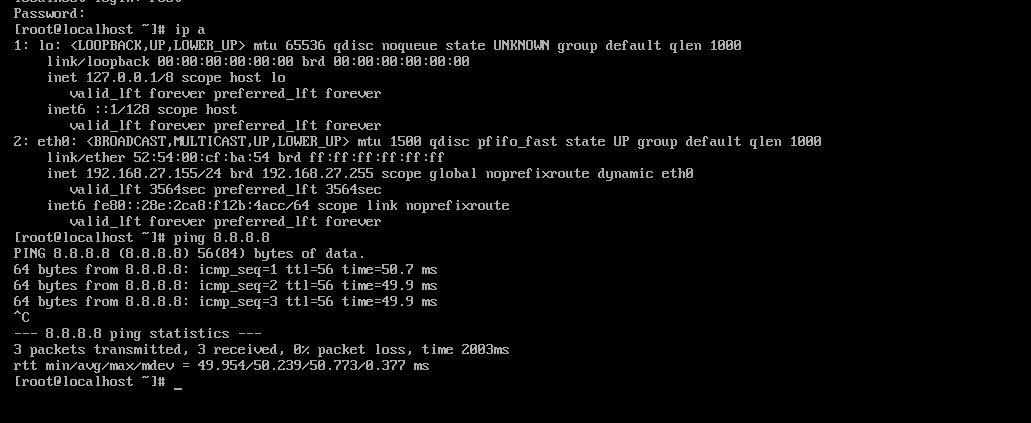 localhost login: root
Password:
[root@localhost ~]# ip a
1: lo: <LOOPBACK,UP,LOWER_UP> mtu 65536 qdisc noqueue state UNKNOWN group default qlen 1000
    link/loopback 00:00:00:00:00:00 brd 00:00:00:00:00:00
    inet 127.0.0.1/8 scope host lo
       valid_lft forever preferred_lft forever
    inet6 ::1/128 scope host
       valid_lft forever preferred_lft forever
2: eth0: <BROADCAST,MULTICAST,UP,LOWER_UP> mtu 1500 qdisc pfifo_fast state UP group default qlen 1000
    link/ether 52:54:00:cf:ba:54 brd ff:ff:ff:ff:ff:ff
    inet 192.168.27.155/24 brd 192.168.27.255 scope global noprefixroute dynamic eth0
       valid_lft 3564sec preferred_lft 3564sec
    inet6 fe80::28e:2ca8:f12b:4acc/64 scope link noprefixroute
       valid_lft forever preferred_lft forever
[root@localhost ~]# ping 8.8.8.8
PING 8.8.8.8 (8.8.8.8) 56(84) bytes of data.
64 bytes from 8.8.8.8: icmp_seq=1 ttl=56 time=50.7 ms
64 bytes from 8.8.8.8: icmp_seq=2 ttl=56 time=49.9 ms
64 bytes from 8.8.8.8: icmp_seq=3 ttl=56 time=49.9 ms
^C
--- 8.8.8.8 ping statistics ---
3 packets transmitted, 3 received, 0% packet loss, time 2003ms
rtt min/avg/max/mdev = 49.954/50.239/50.773/0.377 ms
[root@localhost ~]# _